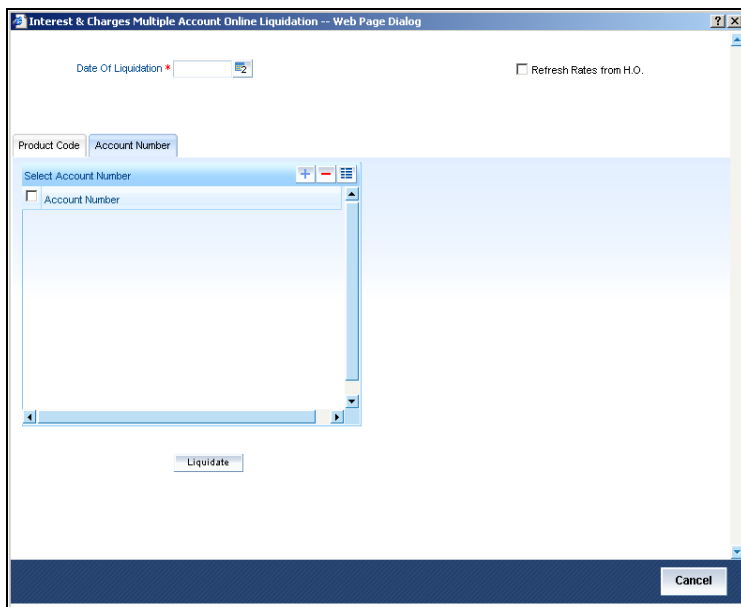 Interest & Charges Multiple Account Online Liquidation -- Web Page Dialog
Date Of Liquidation *
Refresh Rates from H.O.
Product Code Account Number
Select Account Number
Account Number
Liquidate
Cancel